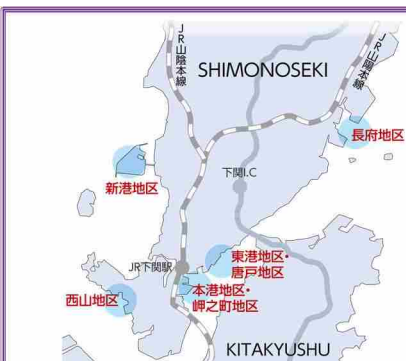 JR山陰本線
JR山陽本線
SHIMONOSEKI
長府地区
下関I.C
新港地区
東港地区・
唐戸地区
JR下関駅
本港地区・
岬之町地区
西山地区
KITAKYUSHU